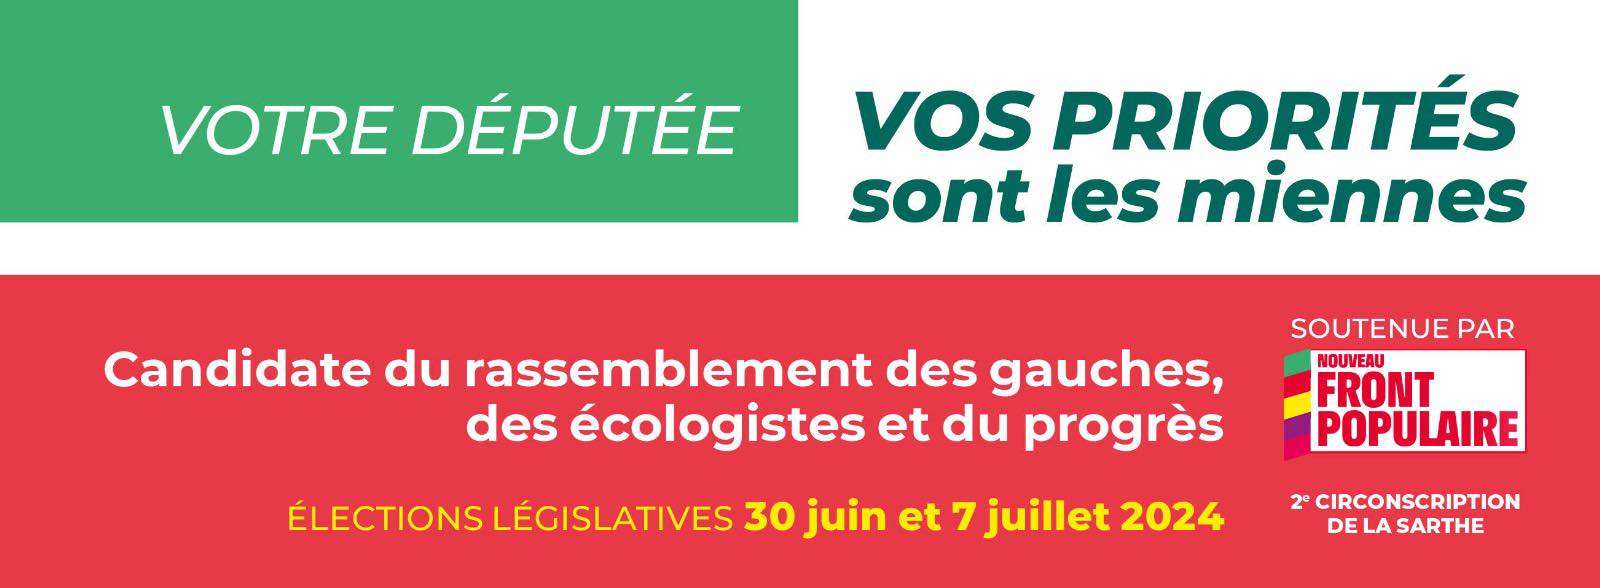 VOTRE DÉPUTÉE
VOS PRIORITÉS
sont les miennes
Candidate du rassemblement des gauches,
des écologistes et du progrès
ÉLECTIONS LÉGISLATIVES 30 juin et 7 juillet 2024
SOUTENUE PAR
NOUVEAU
FRONT
POPULAIRE
2e CIRCONSCRIPTION
DE LA SARTHE